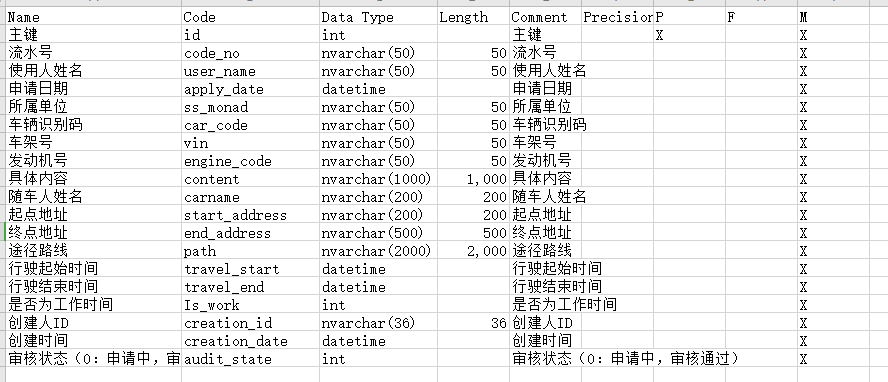 Name Code Data Type Length Comment Precision P F M
主键 id int 主键 X X
流水号 code_no nvarchar(50) 50 流水号 X
使用人姓名 user_name nvarchar(50) 50 使用人姓名 X
申请日期 apply_date datetime 申请日期 X
所属单位 ss_monad nvarchar(50) 50 所属单位 X
车辆识别码 car_code nvarchar(50) 50 车辆识别码 X
车架号 vin nvarchar(50) 50 车架号 X
发动机号 engine_code nvarchar(50) 50 发动机号 X
具体内容 content nvarchar(1000) 1,000 具体内容 X
随车人姓名 carname nvarchar(200) 200 随车人姓名 X
起点地址 start_address nvarchar(200) 200 起点地址 X
终点地址 end_address nvarchar(500) 500 终点地址 X
途径路线 path nvarchar(2000) 2,000 途径路线 X
行驶起始时间 travel_start datetime 行驶起始时间 X
行驶结束时间 travel_end datetime 行驶结束时间 X
是否为工作时间 Is_work int 是否为工作时间 X
创建人ID creation_id nvarchar(36) 36 创建人ID X
创建时间 creation_date datetime 创建时间 X
审核状态（0：申请中，审 audit_state int 审核状态（0：申请中，审核通过） X